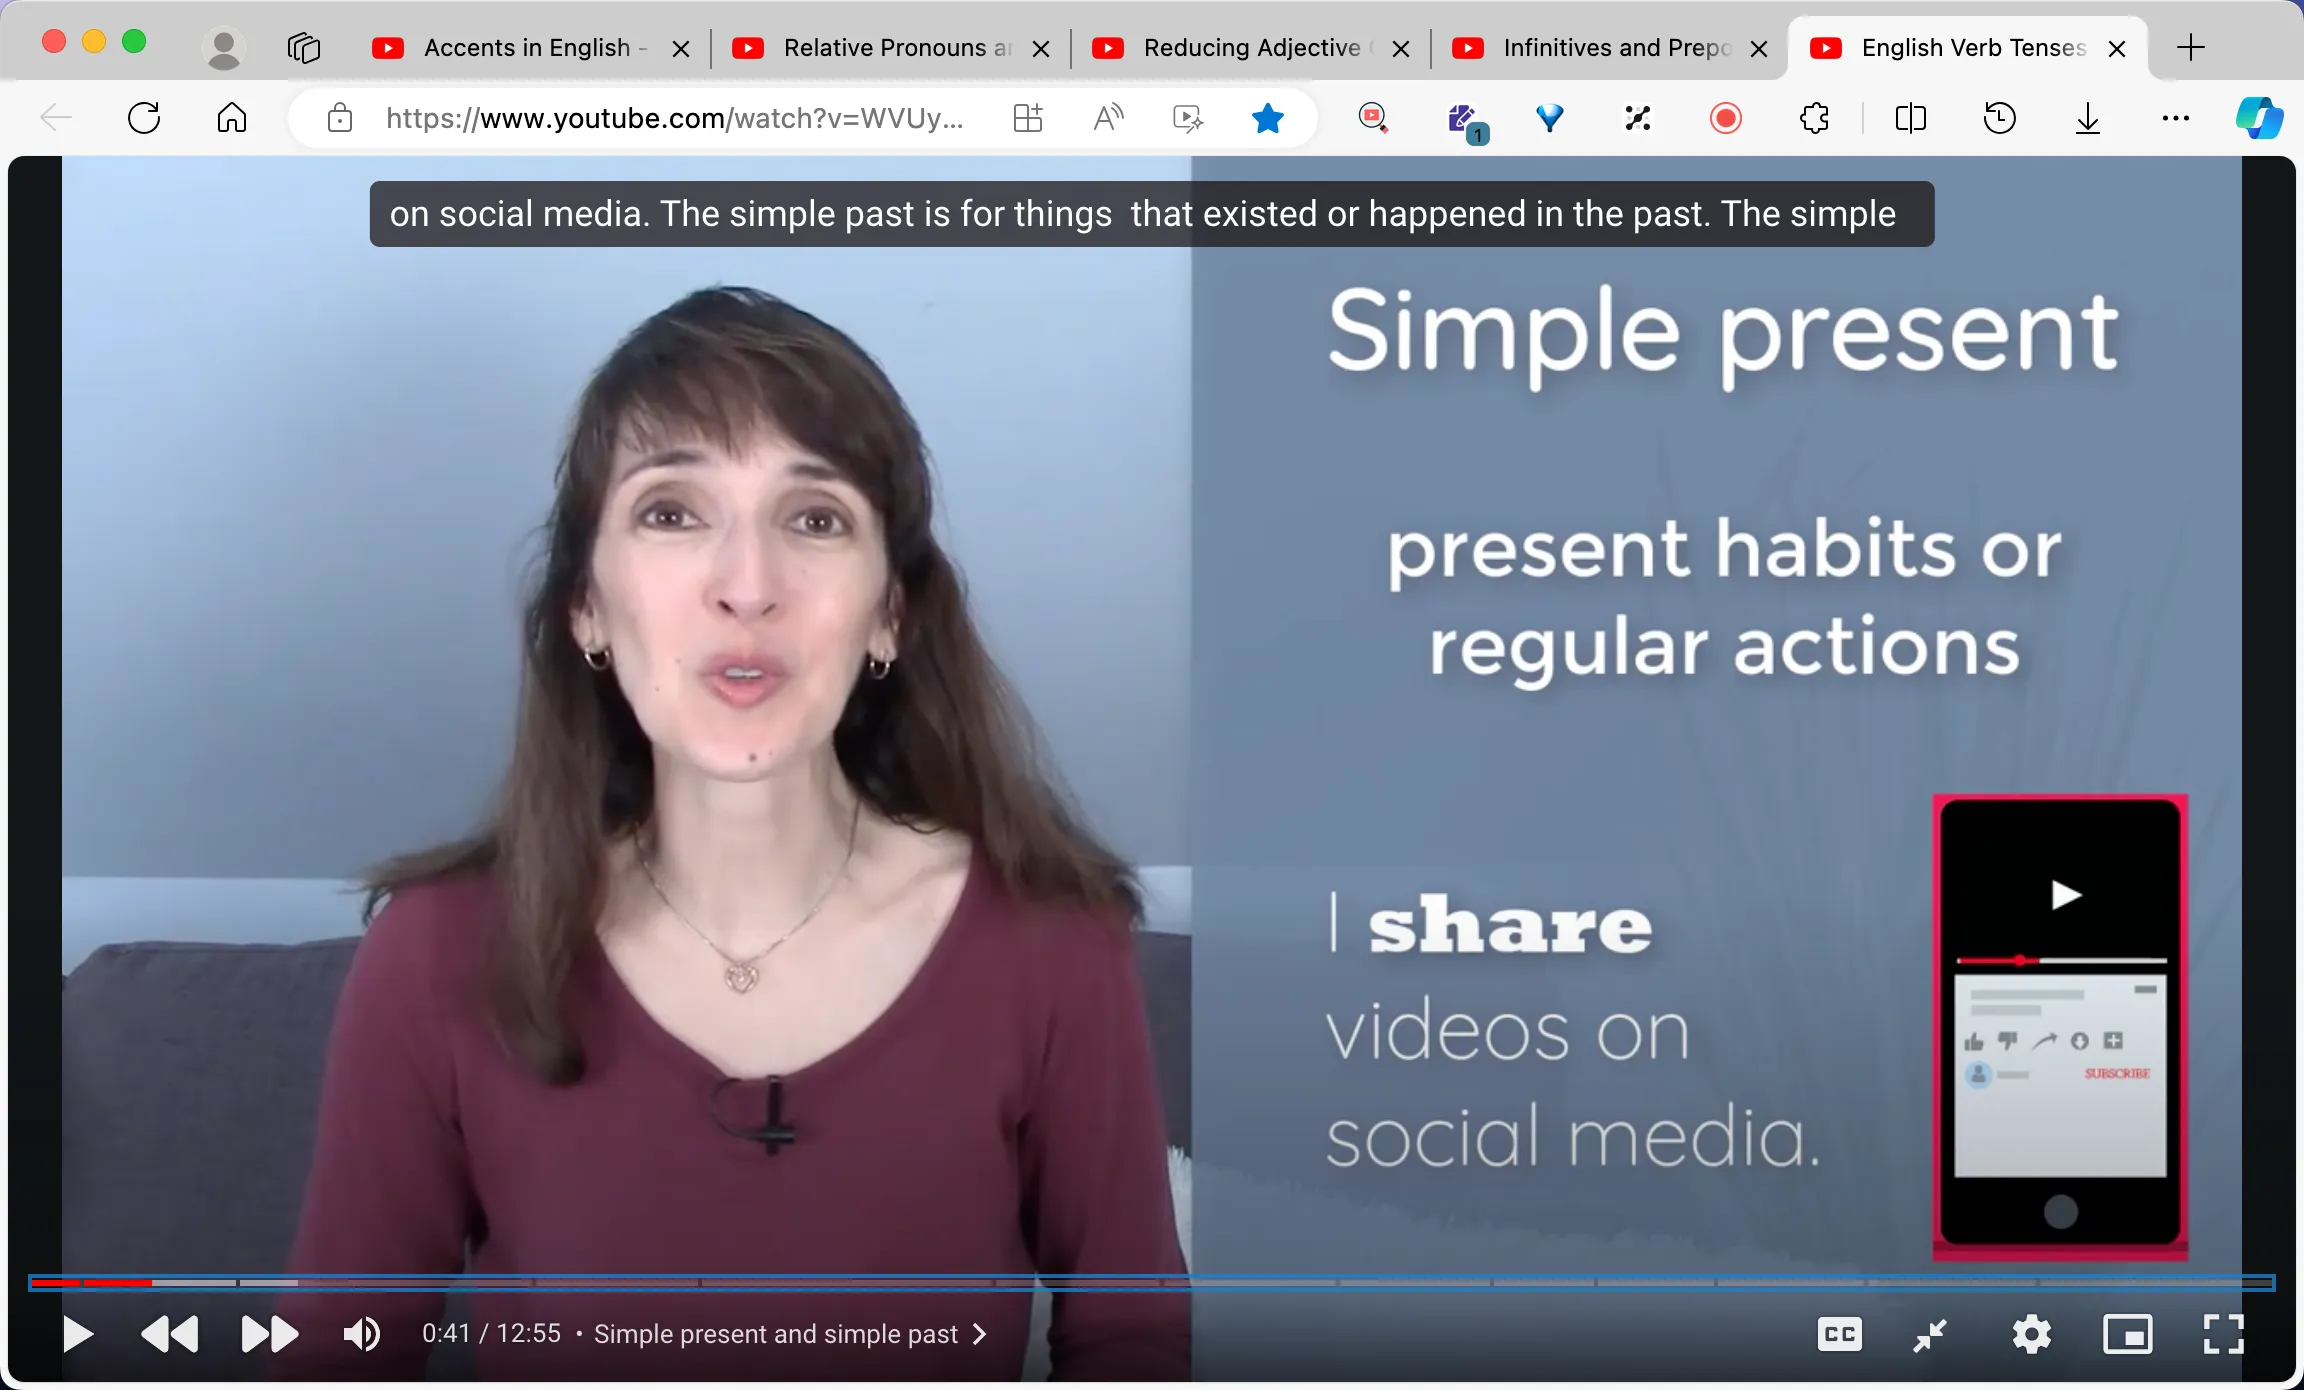 Accents in English -
Relative Pronouns ar
Reducing Adjective
Infinitives and Prepo
English Verb Tenses
https://www.youtube.com/watch?v=WVUy...
1
on social media. The simple past is for things that existed or happened in the past. The simple
Simple present
present habits or
regular actions
I share
videos on
social media.
SUBSCRIBE
0:41 / 12:55 • Simple present and simple past
CC